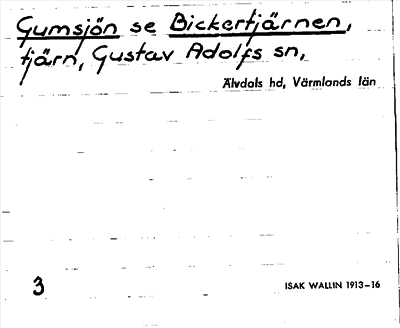 Gumsjön se Bickertjärnen,
tjärn, Gustav Adolfs sn,
Älvdals hd, Värmlands län
3
ISAK WALLIN 1913–16